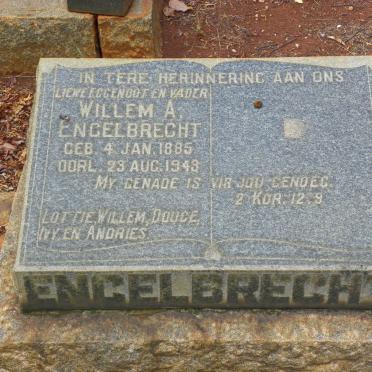 IN TERE HERINNERING AAN ONS
LIEWE EGGENOOT EN VADER
WILLEM A.
ENGELBRECHT
GEB. 4 JAN. 1885
OORL. 23 AUG. 1943
MY GENADE IS VIR JOU GENOEG.
2 KOR. 12.9
LOTTIE, WILLEM, DOUCE,
IVY EN ANDRIES.
ENGELBRECHT